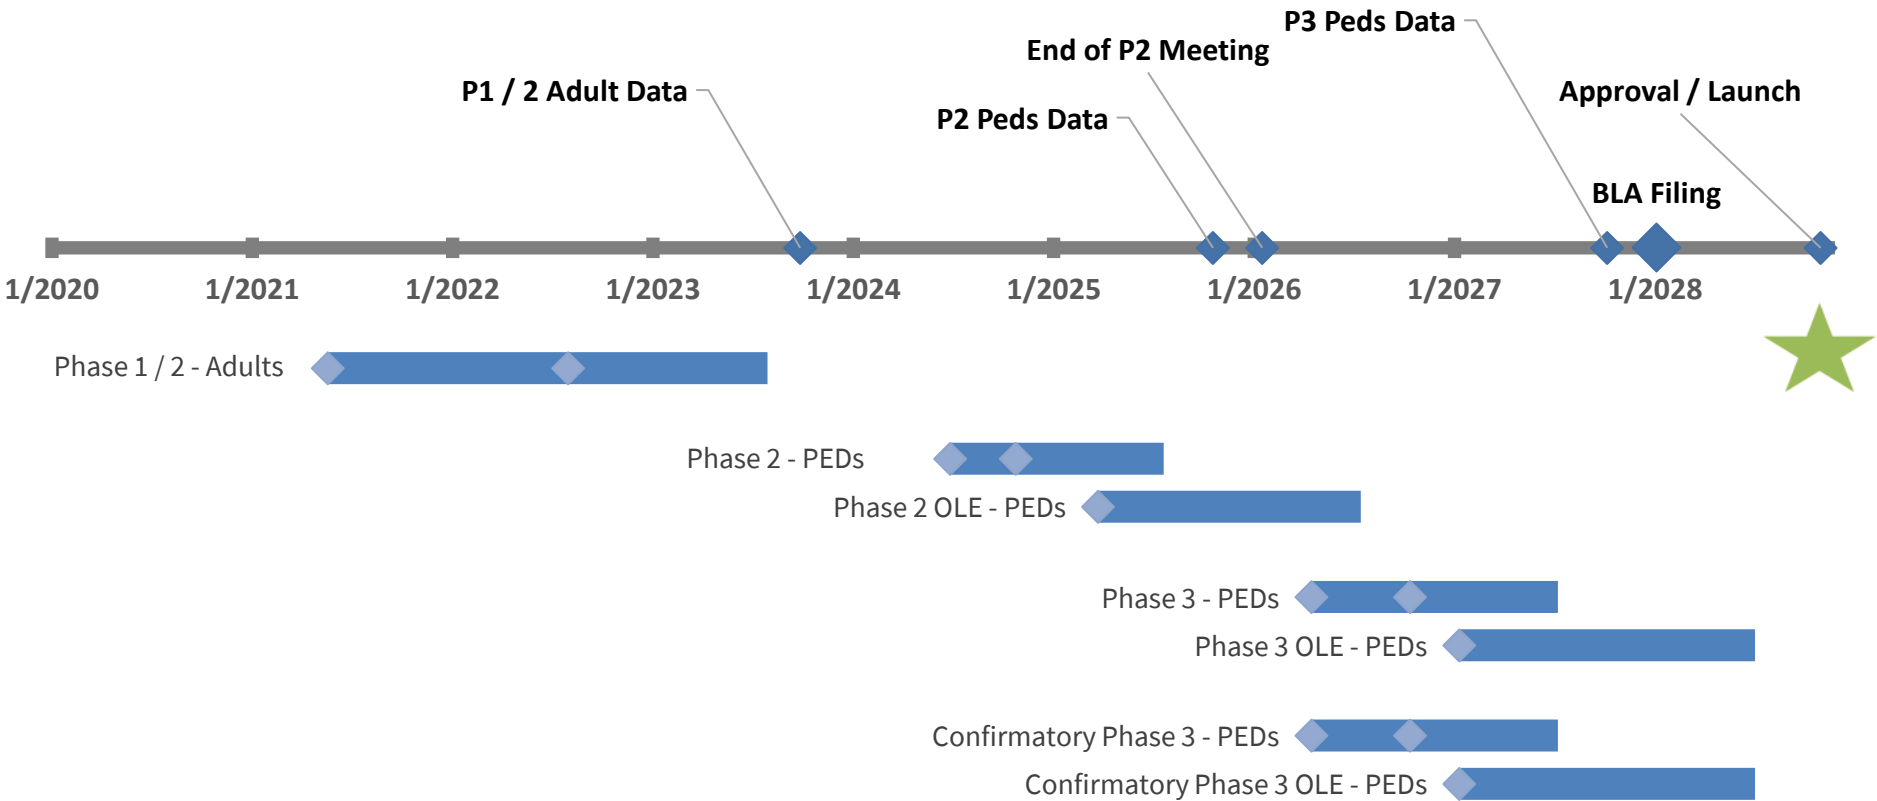 P3 Peds Data
End of P2 Meeting
P1 / 2 Adult Data
Approval / Launch
P2 Peds Data
BLA Filing
1/2020
1/2021
1/2022
1/2023
1/2024
1/2025
1/2026
1/2027
1/2028
Phase 1 / 2 - Adults
Phase 2 - PEDs
Phase 2 OLE - PEDs
Phase 3 - PEDs
Phase 3 OLE - PEDs
Confirmatory Phase 3 - PEDs
Confirmatory Phase 3 OLE - PEDs